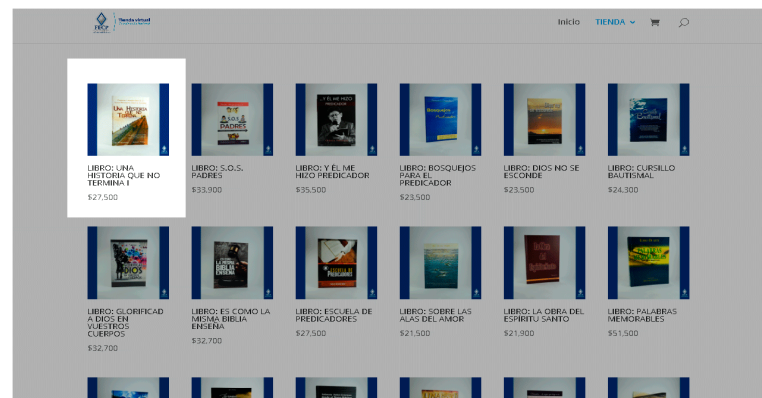 Tienda virtual
Inicio TIENDA
LIBRO: UNA
HISTORIA QUE NO
TERMINA I
$27,500
LIBRO: S.O.S.
PADRES
$33,900
LIBRO: Y ÉL ME
HIZO PREDICADOR
$35,500
LIBRO: BOSQUEJOS
PARA EL
PREDICADOR
$23,500
LIBRO: DIOS NO SE
ESCONDE
$23,500
LIBRO: CURSILLO
BAUTISMAL
$24,300
LIBRO: GLORIFICAD
A DIOS EN
VUESTROS
CUERPOS
$32,700
LIBRO: ES COMO LA
MISMA BIBLIA
ENSEÑA
$32,700
LIBRO: ESCUELA DE
PREDICADORES
$27,500
LIBRO: SOBRE LAS
ALAS DEL AMOR
$21,500
LIBRO: LA OBRA DEL
ESPÍRITU SANTO
$21,900
LIBRO: PALABRAS
MEMORABLES
$51,500